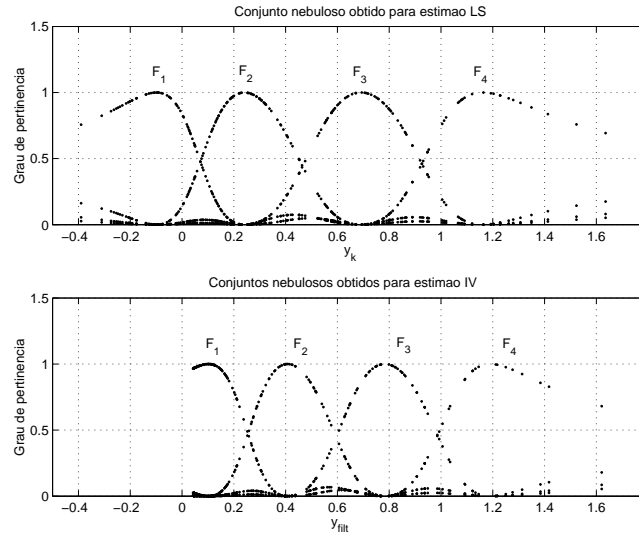 Conjunto nebuloso obtido para estimao LS
1.5
F1 F2 F3 F4
1
Grau de pertinencia
0.5
0
−0.4 −0.2 0 0.2 0.4 0.6 0.8 1 1.2 1.4 1.6
y_k
Conjuntos nebulosos obtidos para estimao IV
1.5
F1 F2 F3 F4
1
Grau de pertinencia
0.5
0
−0.4 −0.2 0 0.2 0.4 0.6 0.8 1 1.2 1.4 1.6
y_filt